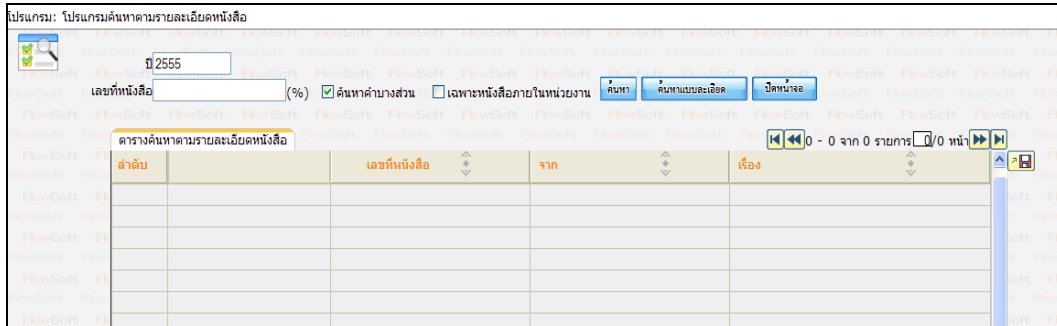 โปรแกรม: โปรแกรมค้นหาตามรายละเอียดหนังสือ
ปี 2555
เลขที่หนังสือ (%) ค้นหาคำบางส่วน เฉพาะหนังสือภายในหน่วยงาน ค้นหา ค้นหาแบบละเอียด ปิดหน้าจอ
ตารางค้นหาตามรายละเอียดหนังสือ 0 - 0 จาก 0 รายการ 0/0 หน้า
ลำดับ เลขที่หนังสือ จาก เรื่อง